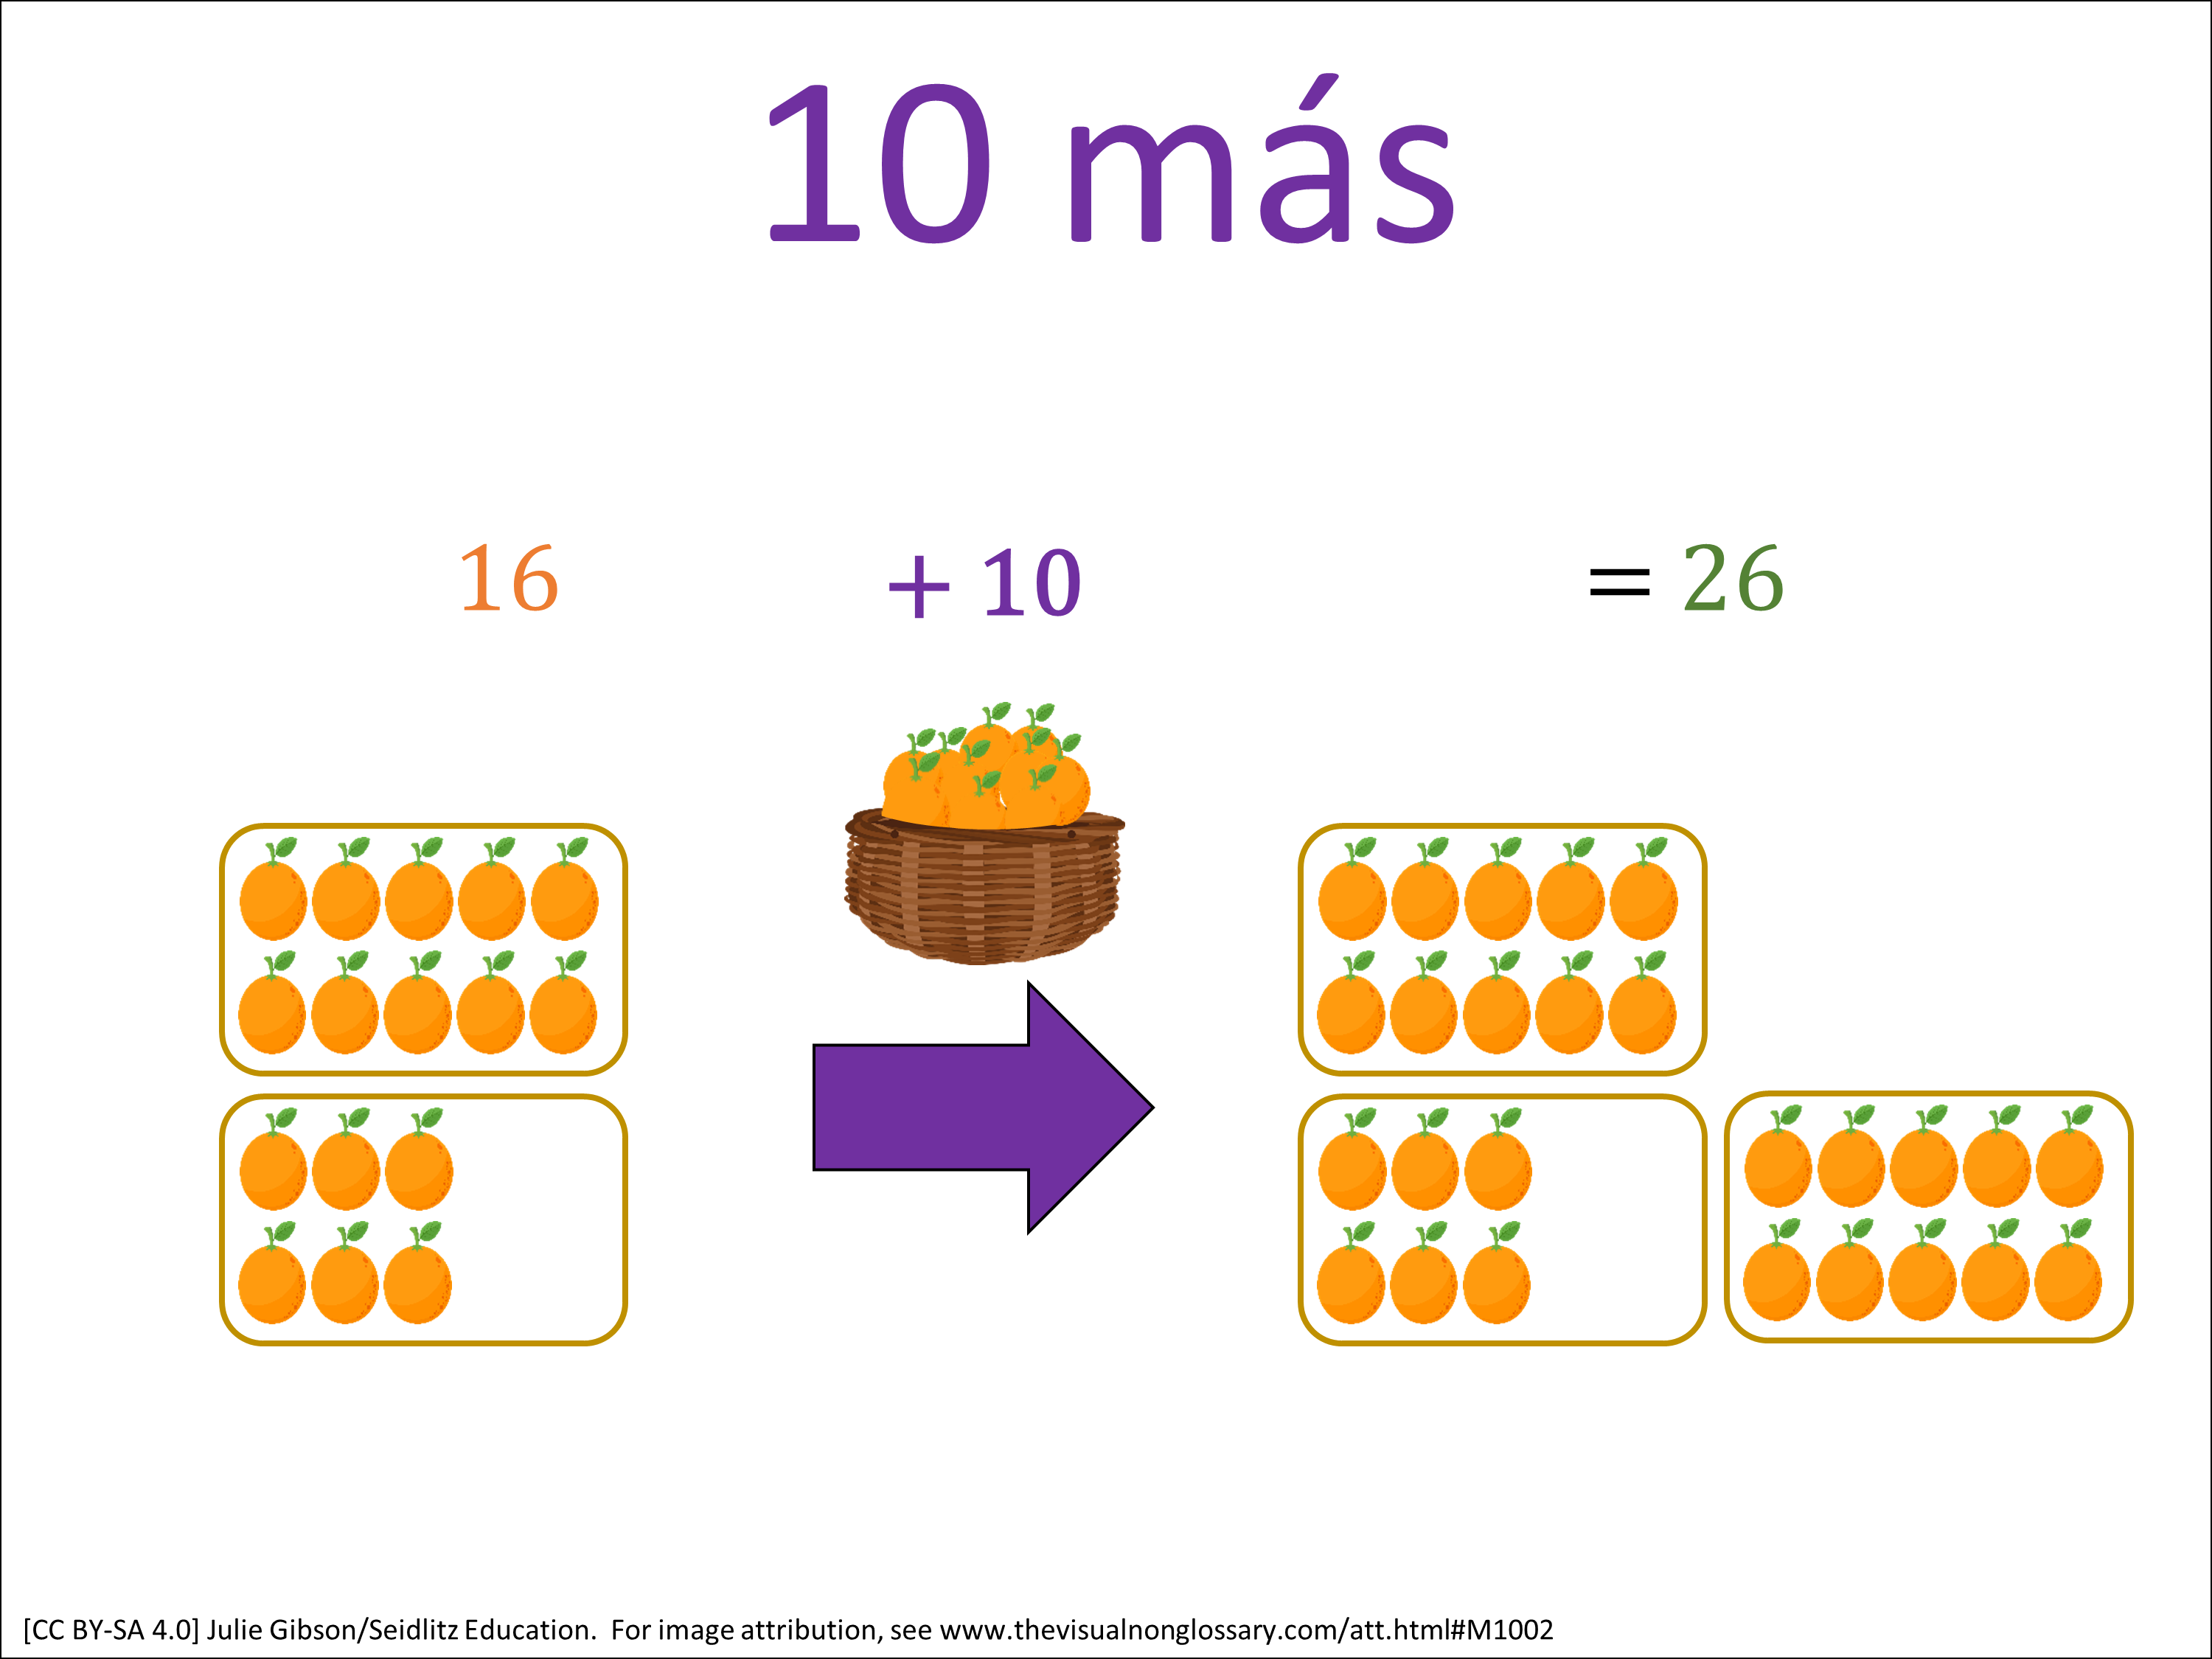 10 más
16 + 10 = 26
[CC BY-SA 4.0] Julie Gibson/Seidlitz Education.  For image attribution, see www.thevisualnonglossary.com/att.html#M1002